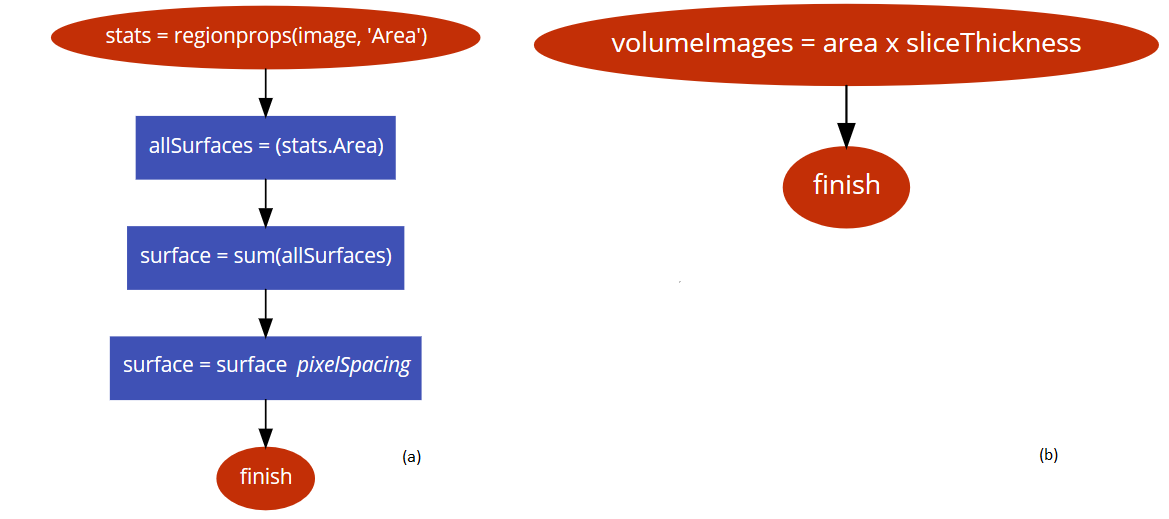 stats = regionprops(image, 'Area')
allSurfaces = (stats.Area)
surface = sum(allSurfaces)
surface = surface pixelSpacing
finish
(a)
volumeImages = area x sliceThickness
finish
(b)